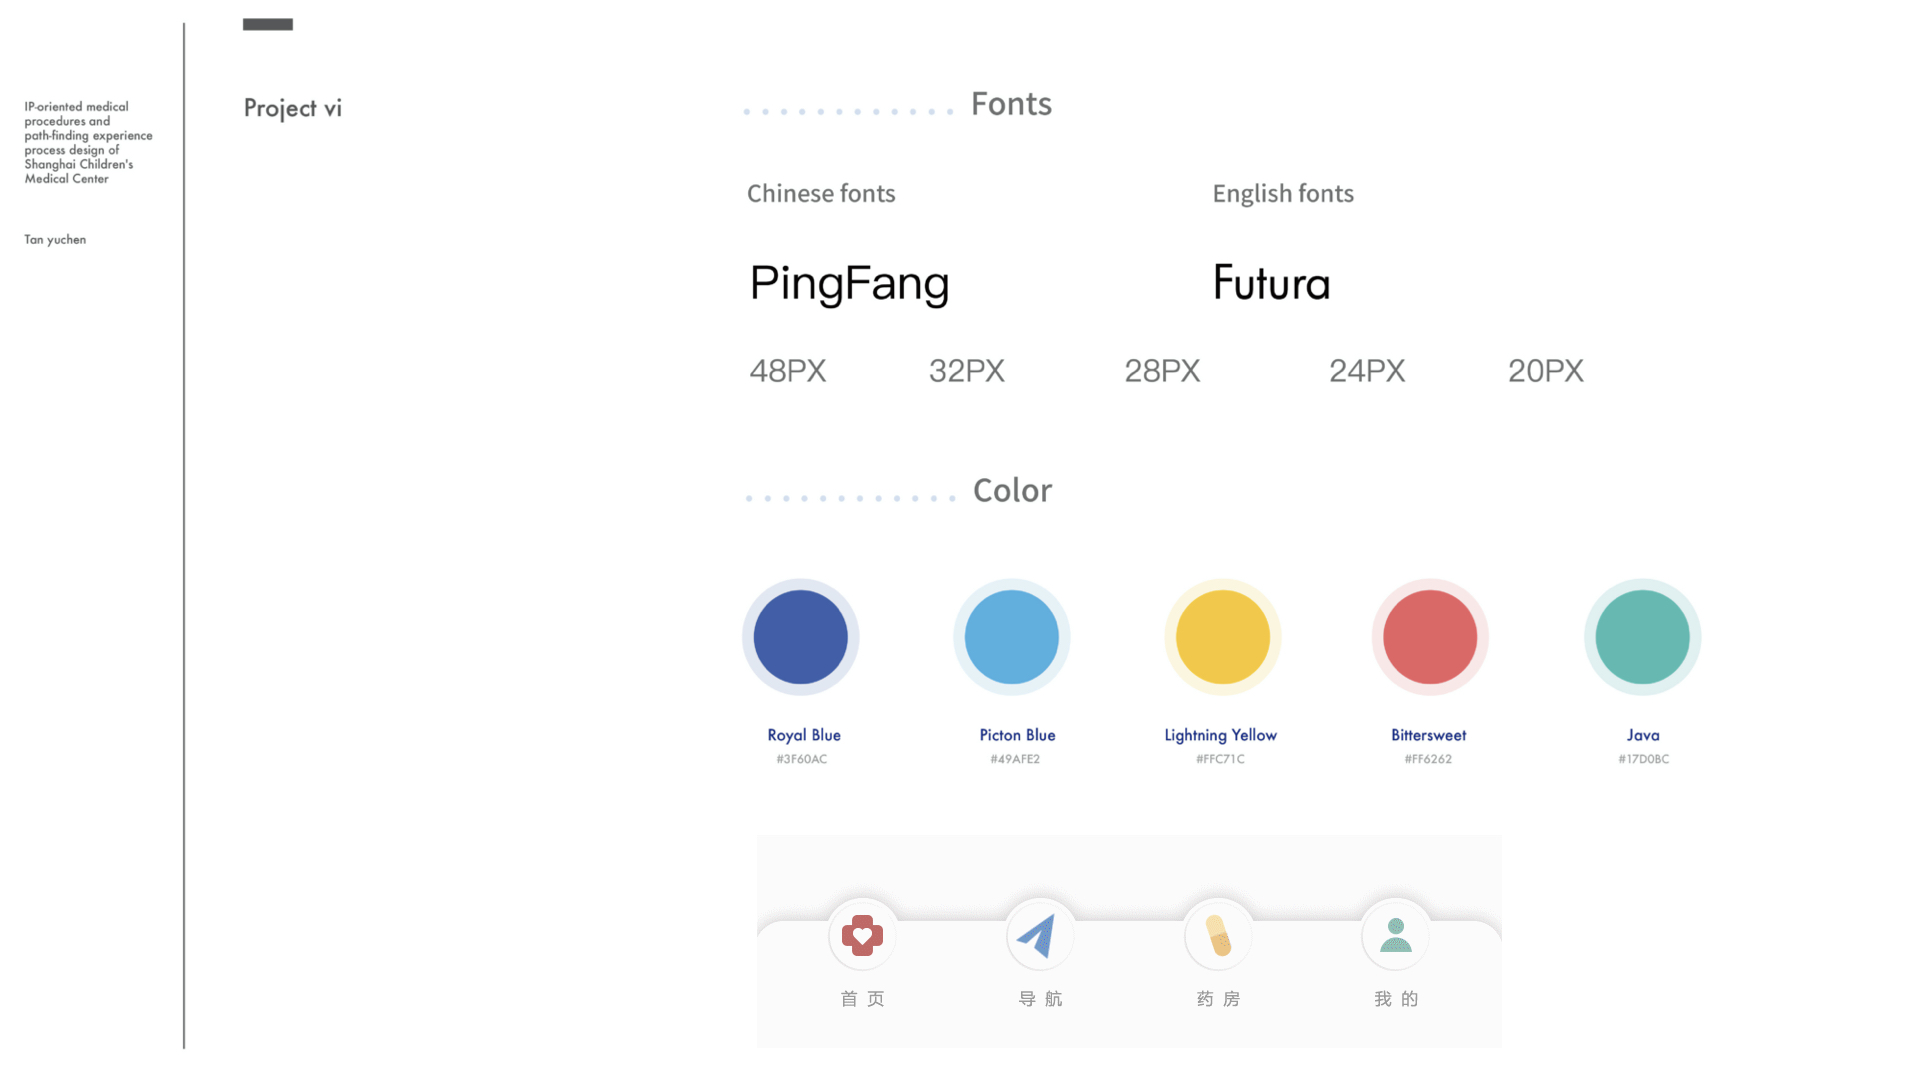 IP-oriented medical
procedures and
path-finding experience
process design of
Shanghai Children's
Medical Center
Tan yuchen
Project vi
Fonts
Chinese fonts
English fonts
PingFang
Futura
48PX
32PX
28PX
24PX
20PX
Color
Royal Blue
#3F60AC
Picton Blue
#49AFE2
Lightning Yellow
#FFC71C
Bittersweet
#FF6262
Java
#17D0BC
首页
导航
药房
我的